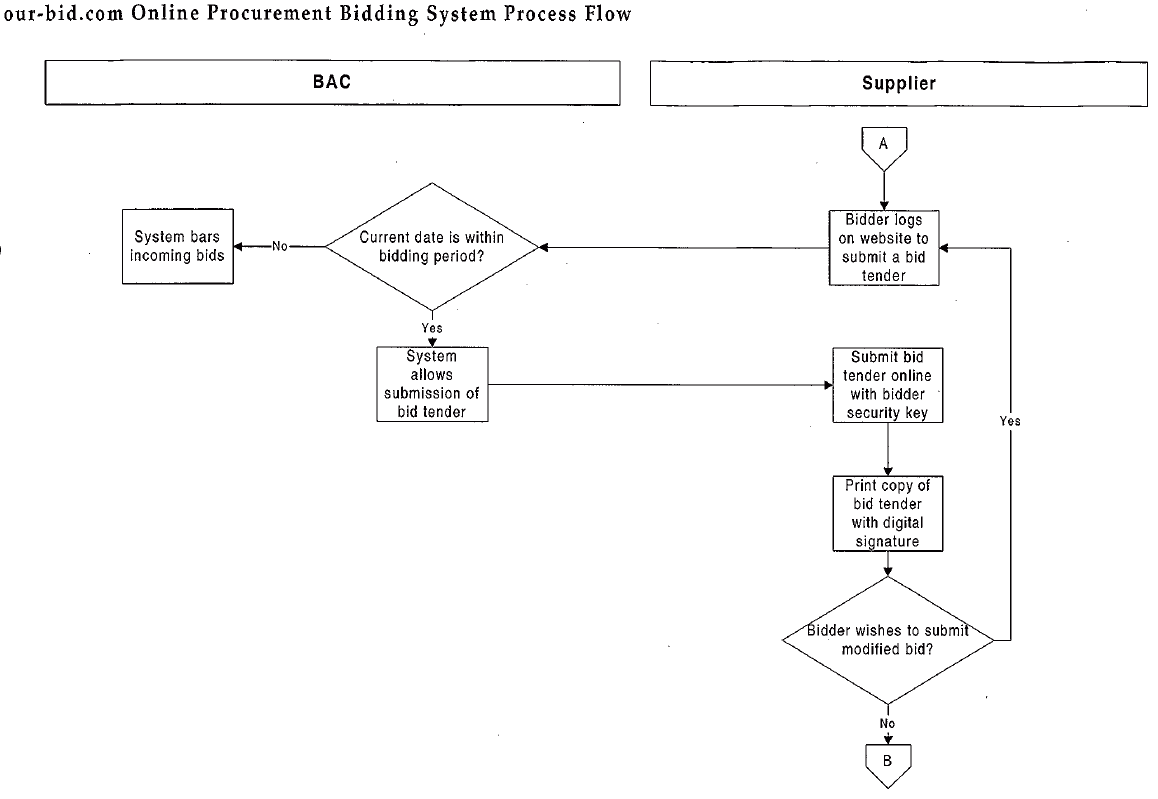 our-bid.com Online Procurement Bidding System Process Flow
BAC
Supplier
A
Bidder logs
on website to
submit a bid
tender
Current date is within
bidding period?
No
System bars
incoming bids
Yes
System
allows
submission of
bid tender
Submit bid
tender online
with bidder
security key
Yes
Print copy of
bid tender
with digital
signature
Bidder wishes to submit
modified bid?
No
B